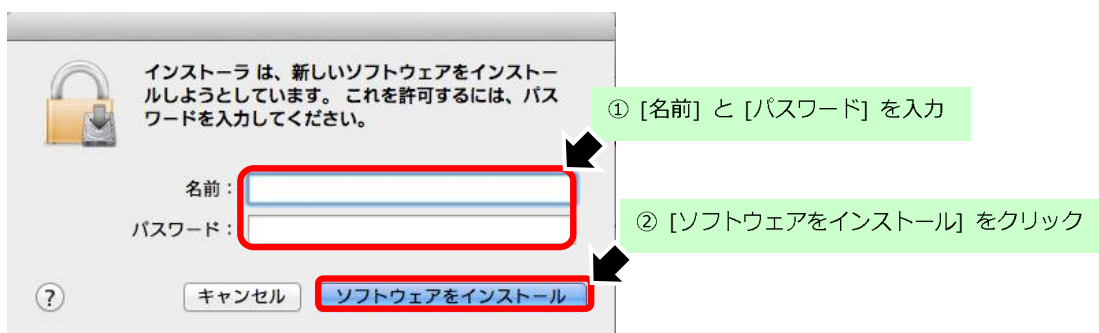 インストーラ は、新しいソフトウェアをインストー
ルしようとしています。 これを許可するには、パス
ワードを入力してください。
① [名前] と [パスワード] を入力
名前：
パスワード：
② [ソフトウェアをインストール] をクリック
?
キャンセル
ソフトウェアをインストール